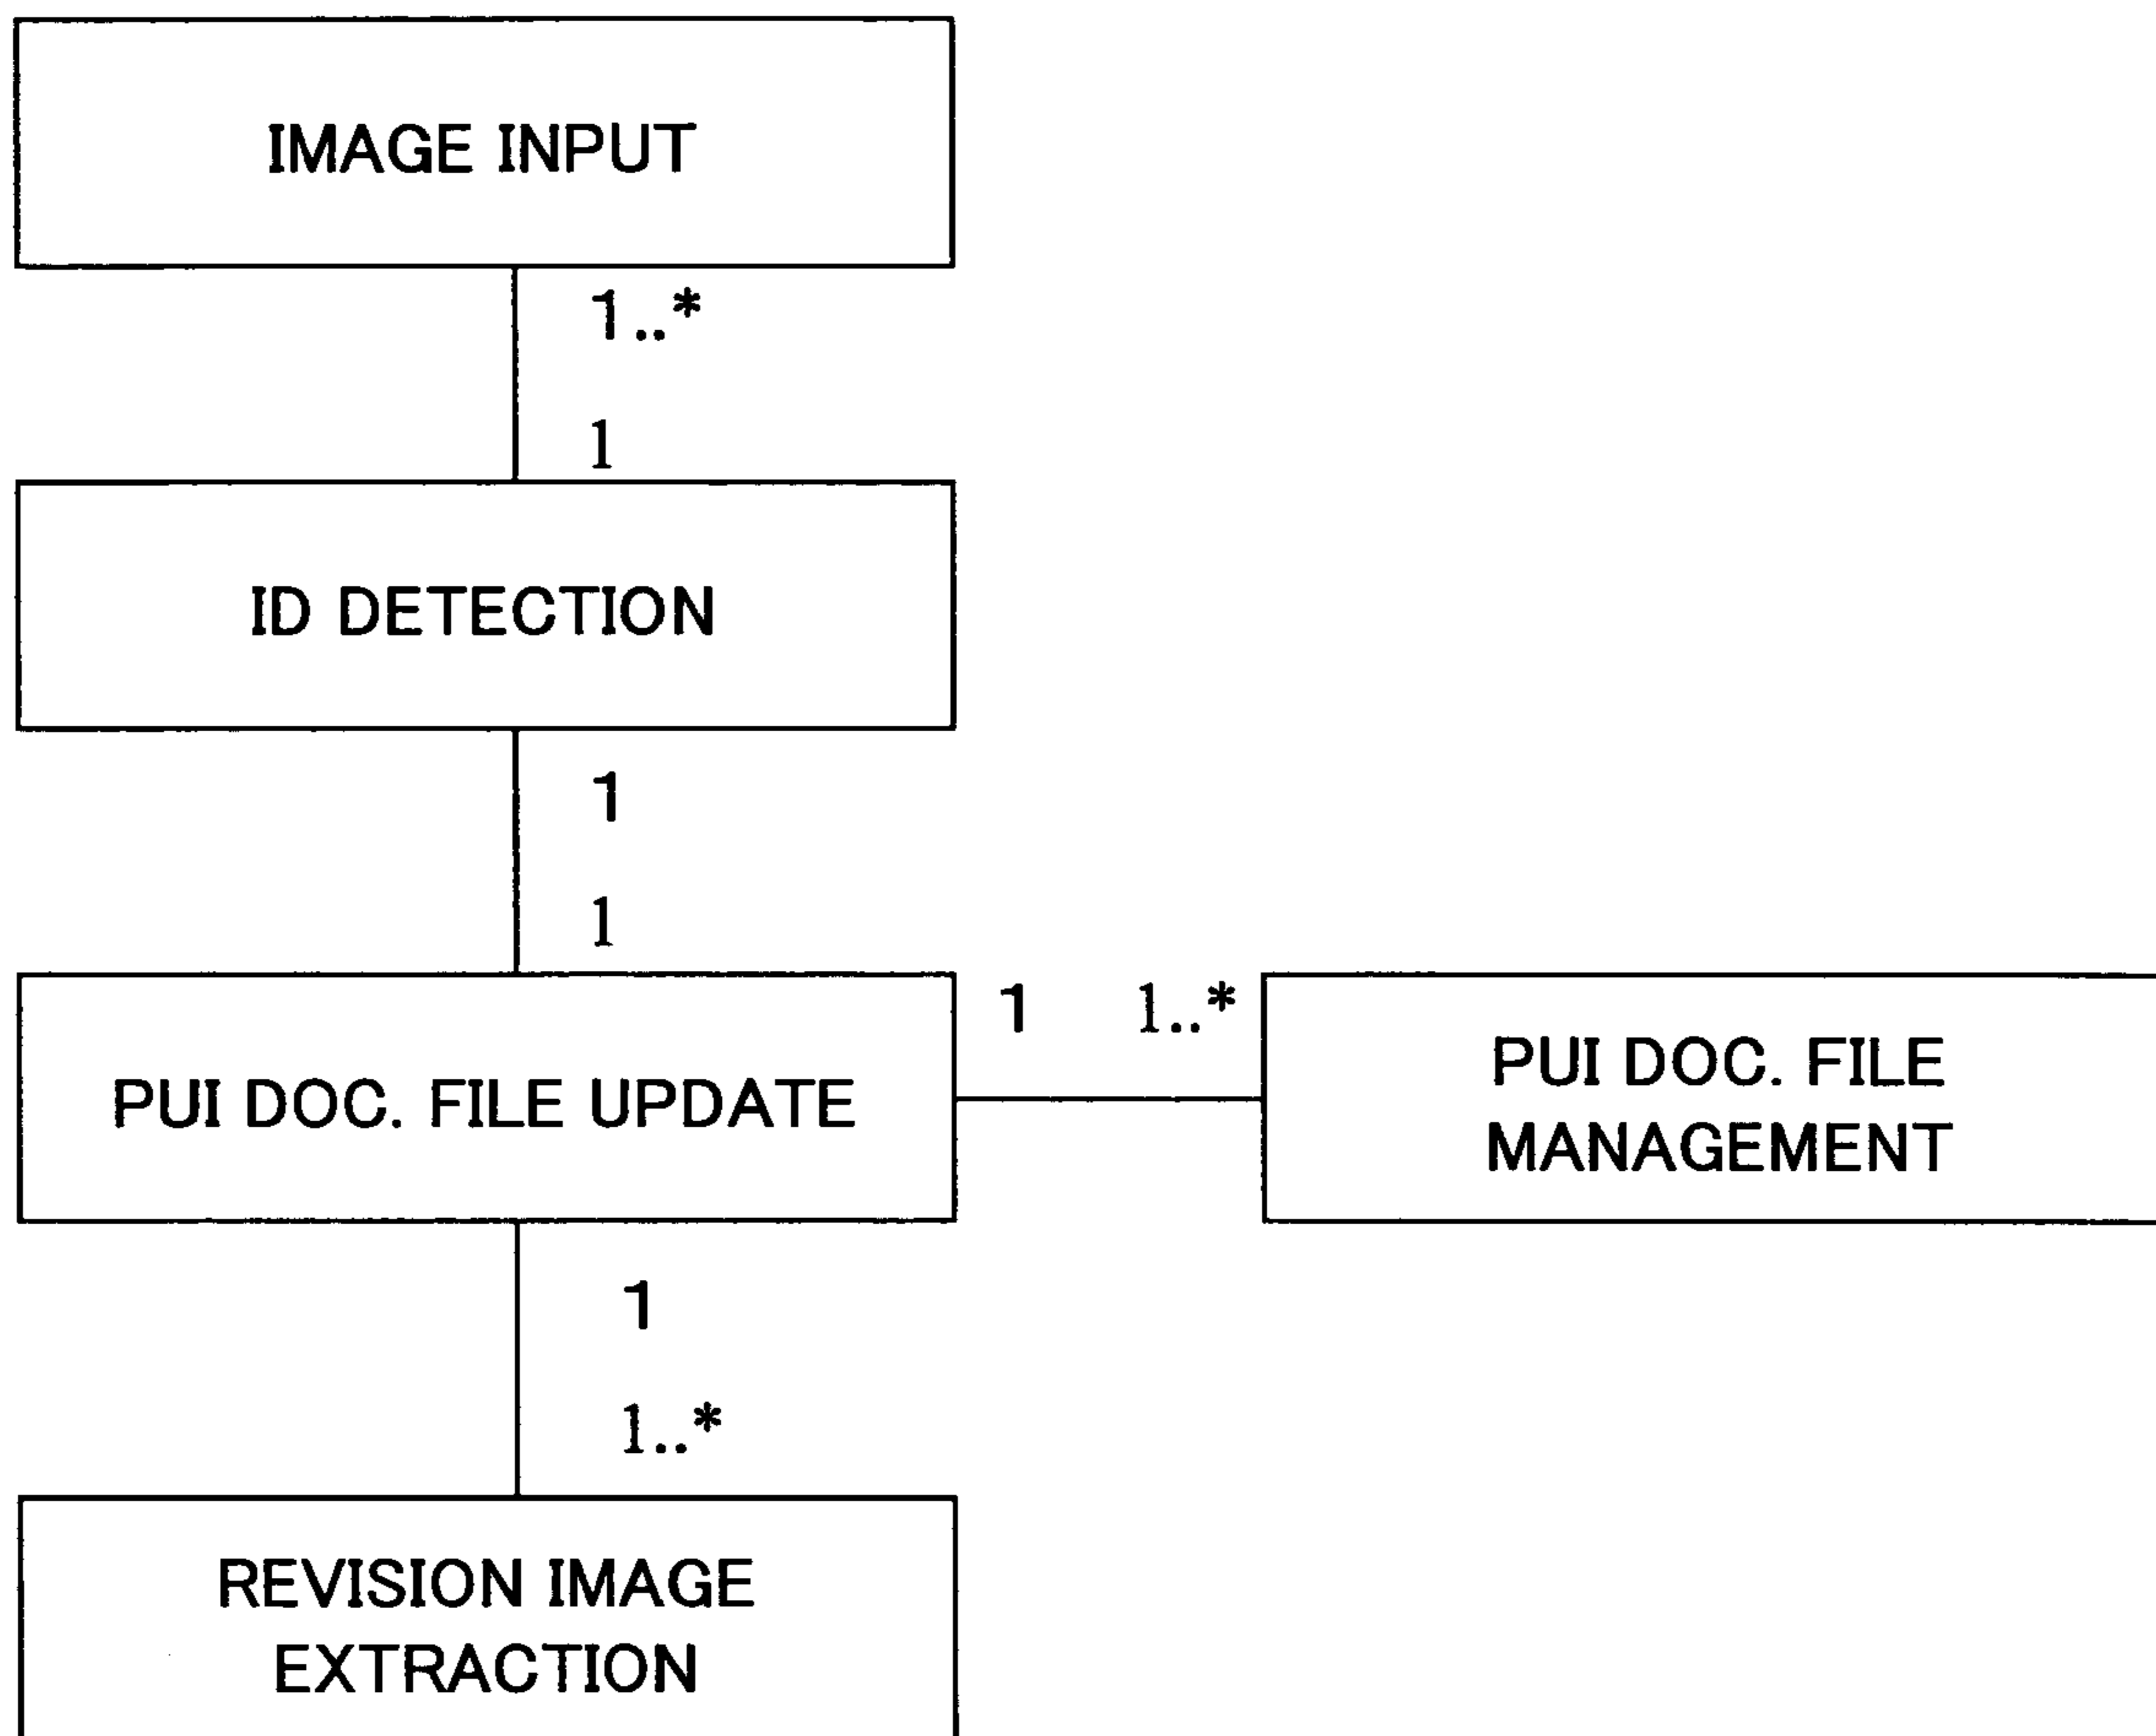 IMAGE INPUT
1..*
1
ID DETECTION
1
1
PUI DOC. FILE UPDATE
1 1..*
PUI DOC. FILE
MANAGEMENT
1
1..*
REVISION IMAGE
EXTRACTION